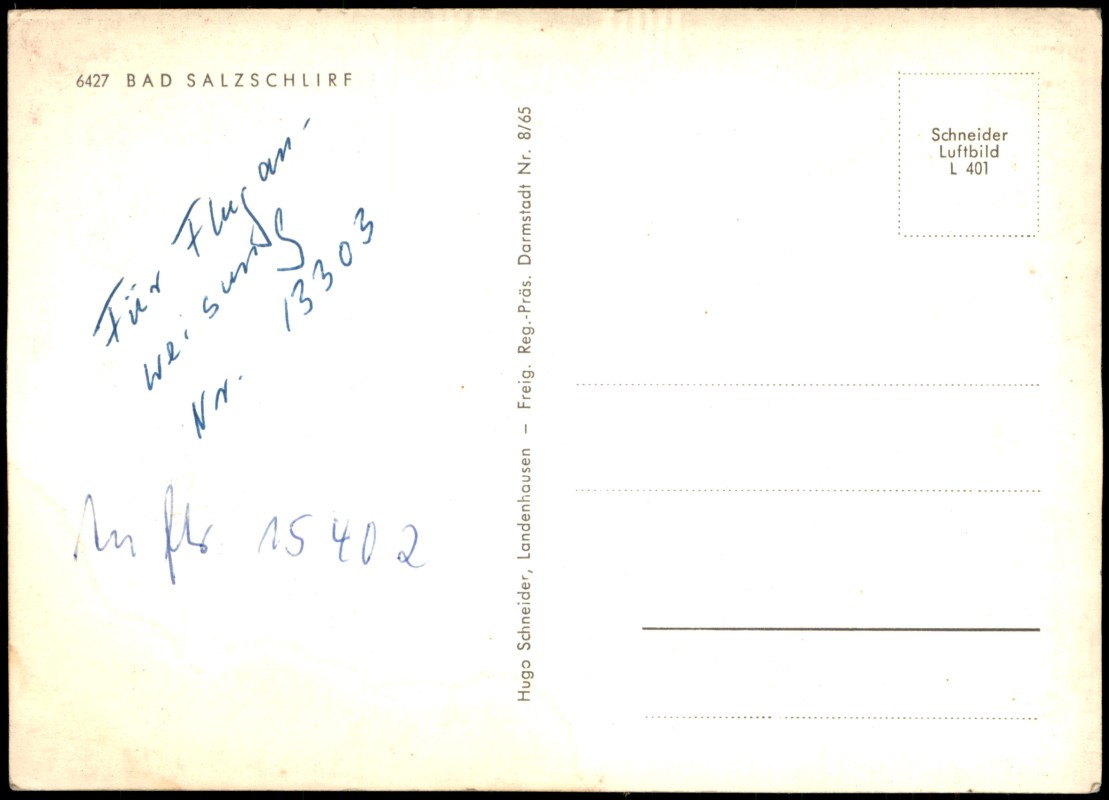 6427 BAD SALZSCHLIRF
Für Flugan-
weisung
Nr. 13303
15402
Hugo Schneider, Landenhausen — Freig. Reg.-Präs. Darmstadt Nr. 8/65
Schneider
Luftbild
L 401